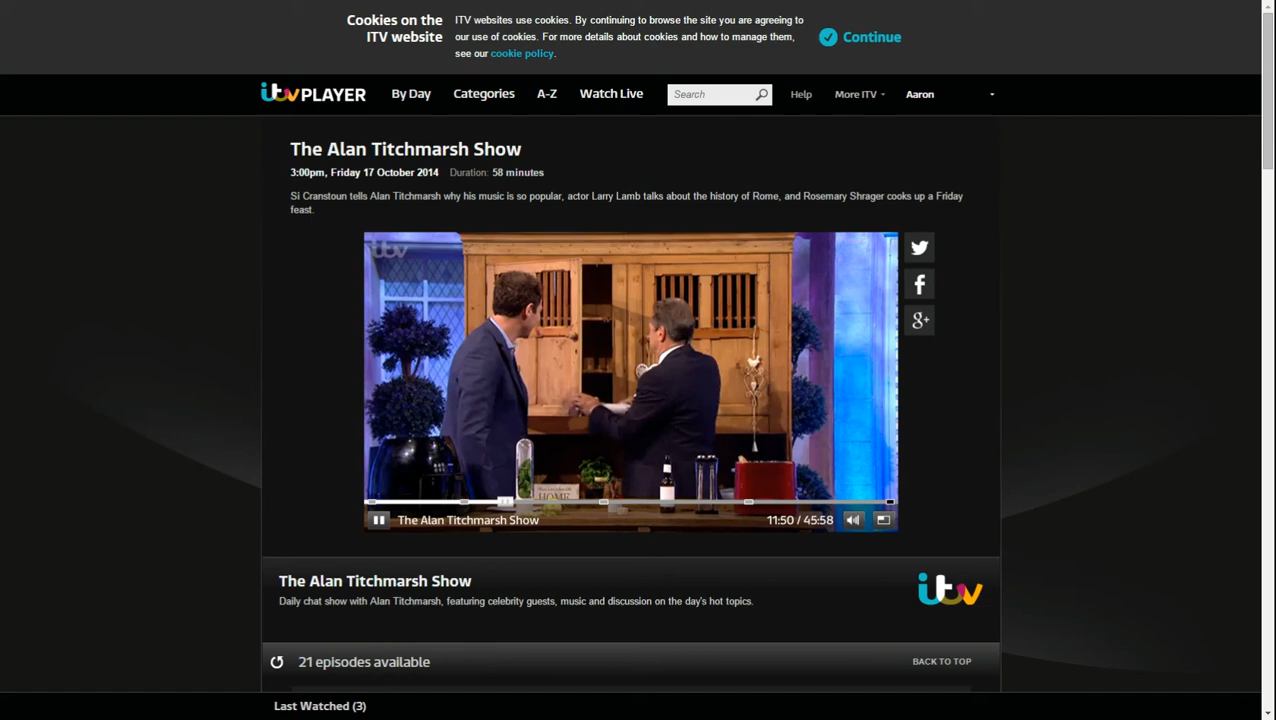 Cookies on the
ITV website
ITV websites use cookies. By continuing to browse the site you are agreeing to
our use of cookies. For more details about cookies and how to manage them,
see our cookie policy.
Continue
itv PLAYER
By Day
Categories
A-Z
Watch Live
Search
Help
More ITV
Aaron
The Alan Titchmarsh Show
3:00pm, Friday 17 October 2014 Duration: 58 minutes
Si Cranstoun tells Alan Titchmarsh why his music is so popular, actor Larry Lamb talks about the history of Rome, and Rosemary Shrager cooks up a Friday
feast.
itv
g+
HOME
The Alan Titchmarsh Show
11:50 / 45:58
The Alan Titchmarsh Show
Daily chat show with Alan Titchmarsh, featuring celebrity guests, music and discussion on the day's hot topics.
itv
21 episodes available
BACK TO TOP
Last Watched (3)